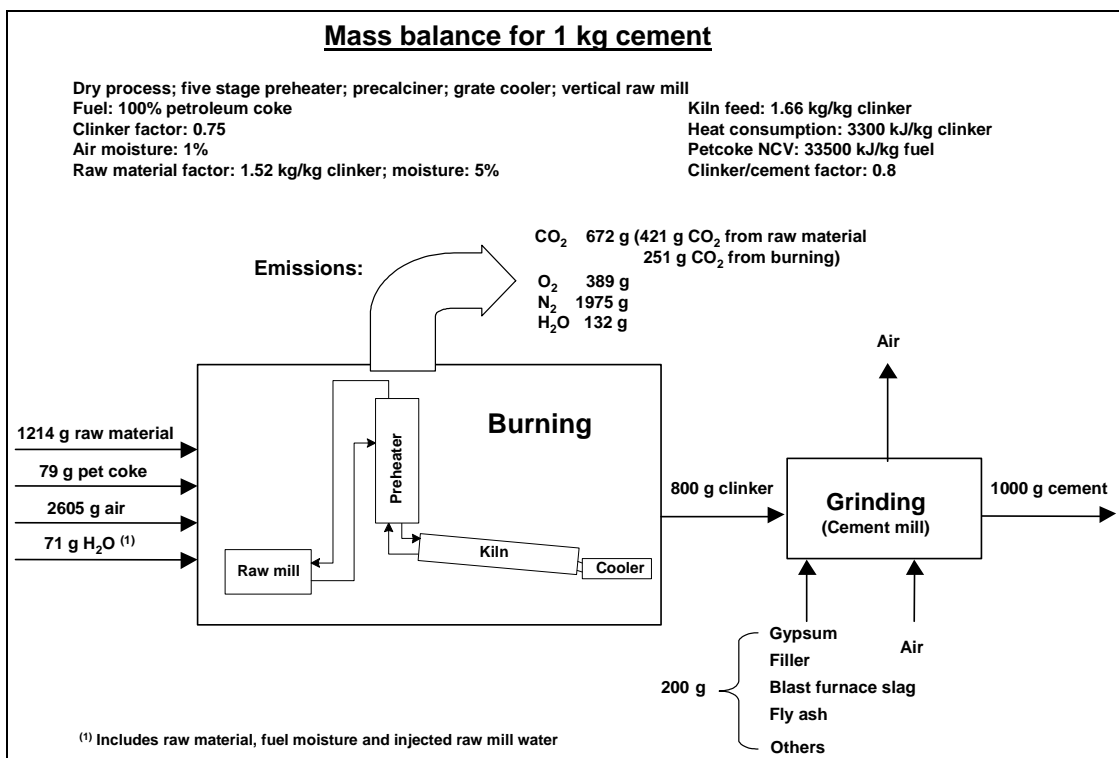 Mass balance for 1 kg cement
Dry process; five stage preheater; precalciner; grate cooler; vertical raw mill
Fuel: 100% petroleum coke
Clinker factor: 0.75
Air moisture: 1%
Raw material factor: 1.52 kg/kg clinker; moisture: 5%
Kiln feed: 1.66 kg/kg clinker
Heat consumption: 3300 kJ/kg clinker
Petcoke NCV: 33500 kJ/kg fuel
Clinker/cement factor: 0.8
Emissions:
CO₂ 672 g (421 g CO₂ from raw material
251 g CO₂ from burning)
O₂ 389 g
N₂ 1975 g
H₂O 132 g
1214 g raw material
79 g pet coke
2605 g air
71 g H₂O ⁽¹⁾
Burning
Preheater
Raw mill
Kiln
Cooler
800 g clinker
Air
Grinding
(Cement mill)
1000 g cement
200 g
Gypsum
Filler
Blast furnace slag
Fly ash
Others
Air
⁽¹⁾ Includes raw material, fuel moisture and injected raw mill water